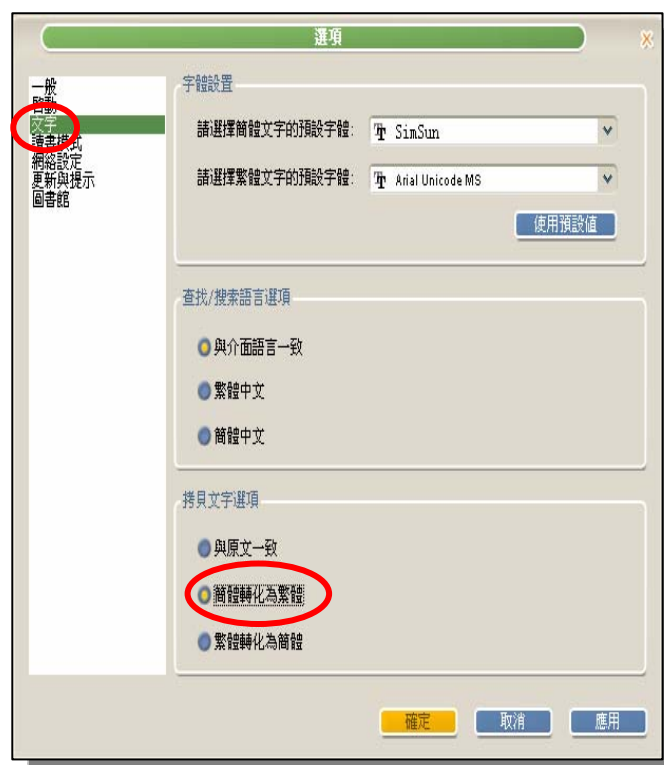 選項
一般
啟動
文字
讀書模式
網絡設定
更新與提示
圖書館
字體設置
請選擇簡體文字的預設字體: SimSun
請選擇繁體文字的預設字體: Arial Unicode MS
使用預設值
查找/搜索語言選項
與介面語言一致
繁體中文
簡體中文
拷貝文字選項
與原文一致
簡體轉化為繁體
繁體轉化為簡體
確定 取消 應用